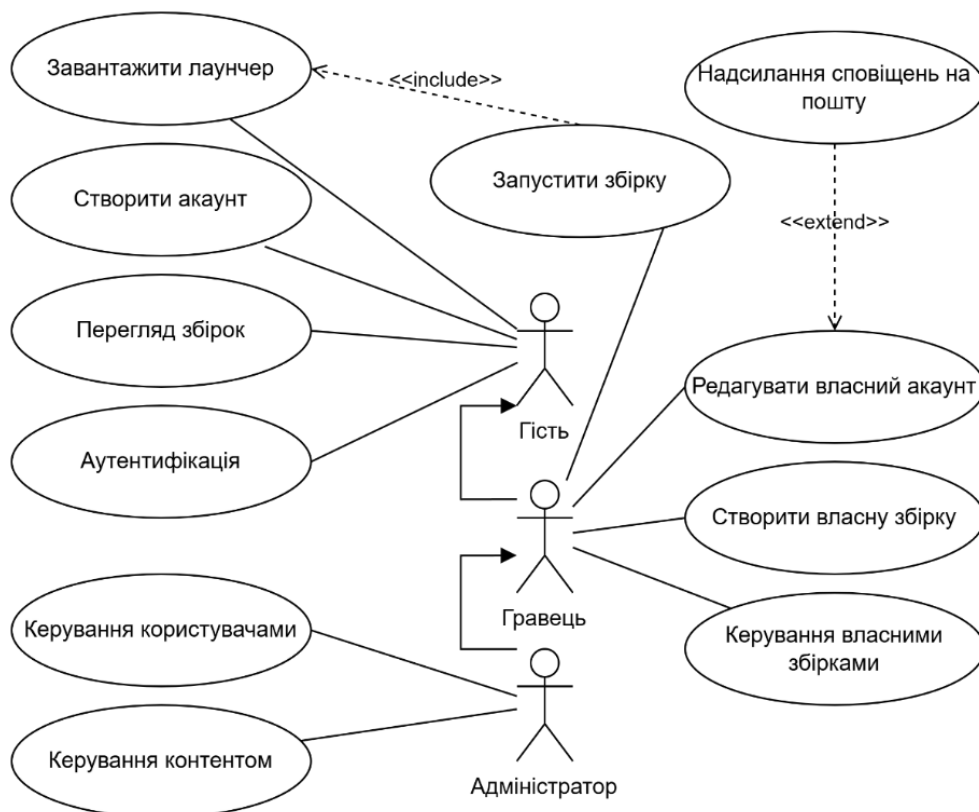 Завантажити лаунчер
<<include>>
Надсилання сповіщень на
пошту
Створити акаунт
Запустити збірку
<<extend>>
Перегляд збірок
Редагувати власний акаунт
Гість
Аутентифікація
Створити власну збірку
Гравець
Керування користувачами
Керування власними
збірками
Керування контентом
Адміністратор